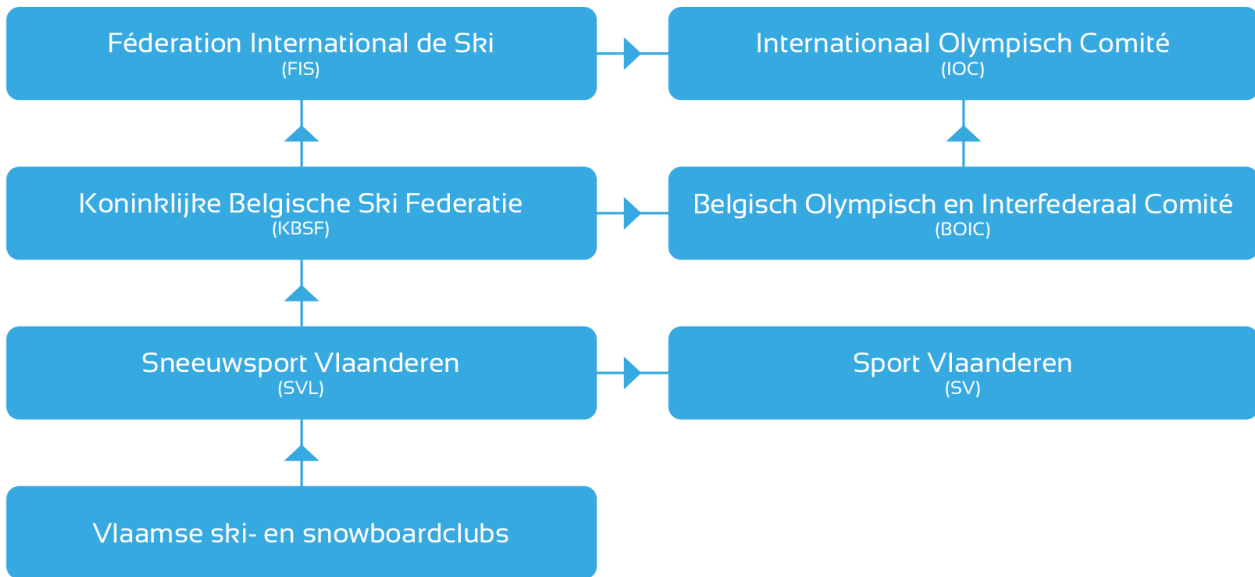 Féderation International de Ski
(FIS)
Internationaal Olympisch Comité
(IOC)
Koninklijke Belgische Ski Federatie
(KBSF)
Belgisch Olympisch en Interfederaal Comité
(BOIC)
Sneeuwsport Vlaanderen
(SVL)
Sport Vlaanderen
(SV)
Vlaamse ski- en snowboardclubs